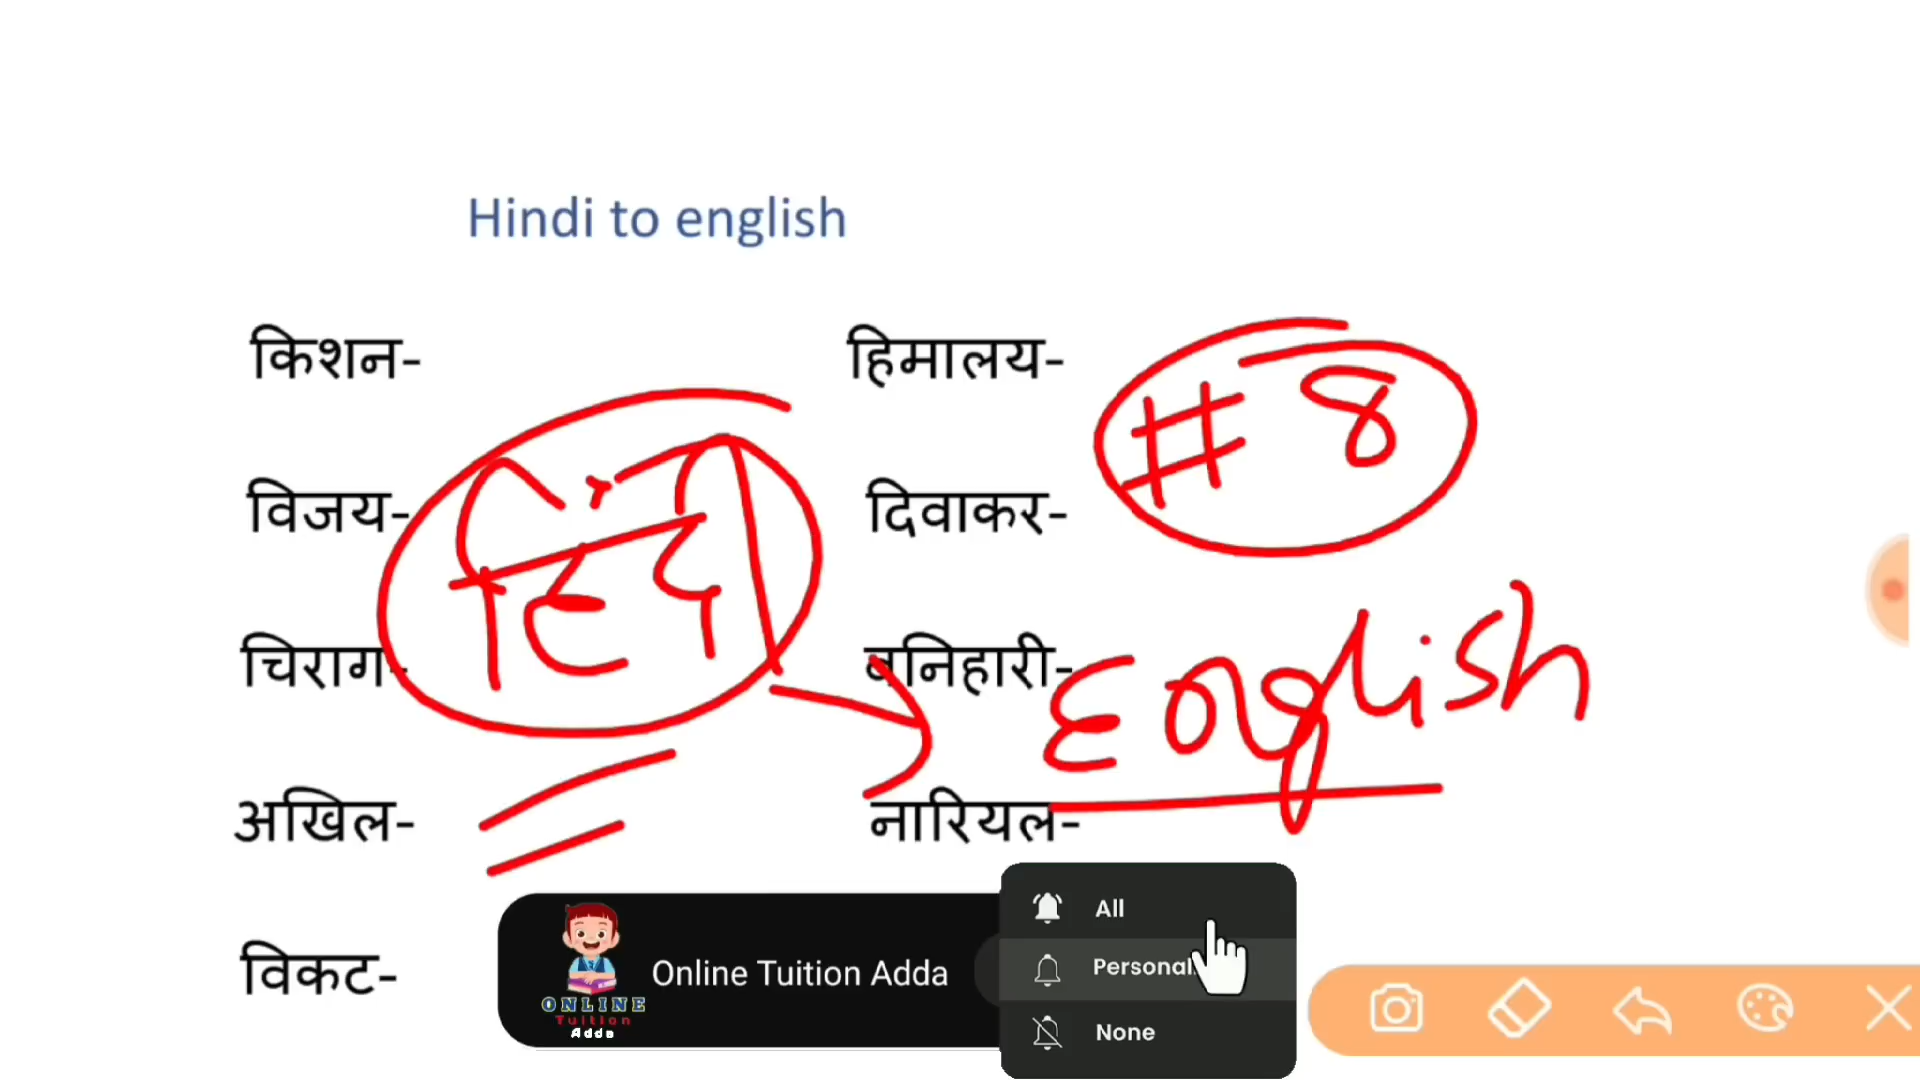 Hindi to english
किशन- हिमालय-
# 8
विजय- दिवाकर-
हिंदी
चिराग- बनिहारी-
English
अखिल- नारियल-
विकट-
All
Online Tuition Adda
Personal
None
ONLINE
Tuition
Adda